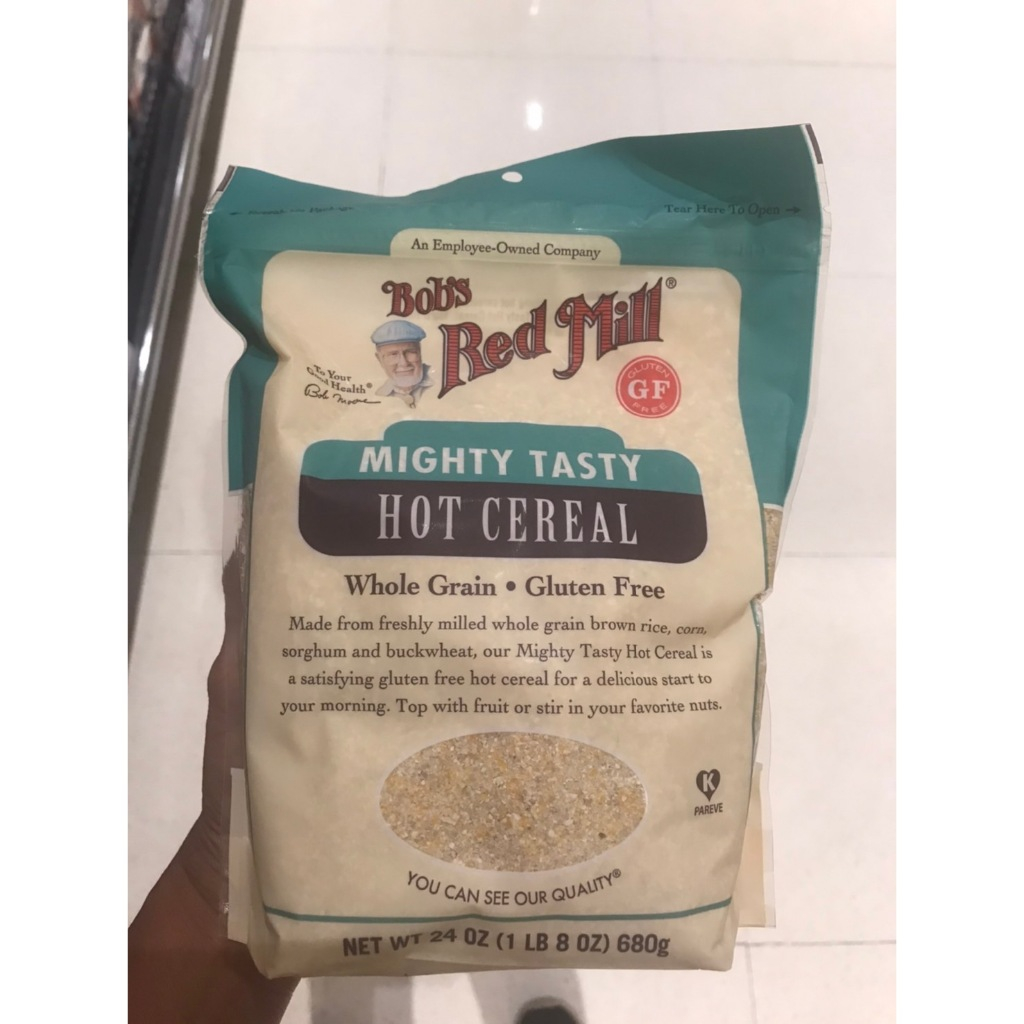 Tear Here To Open →
An Employee-Owned Company
Bob's
Red Mill®
To Your
Good Health®
Bob Moore
GLUTEN
GF
FREE
MIGHTY TASTY
HOT CEREAL
Whole Grain • Gluten Free
Made from freshly milled whole grain brown rice, corn,
sorghum and buckwheat, our Mighty Tasty Hot Cereal is
a satisfying gluten free hot cereal for a delicious start to
your morning. Top with fruit or stir in your favorite nuts.
K
PAREVE
YOU CAN SEE OUR QUALITY®
NET WT 24 OZ (1 LB 8 OZ) 680g